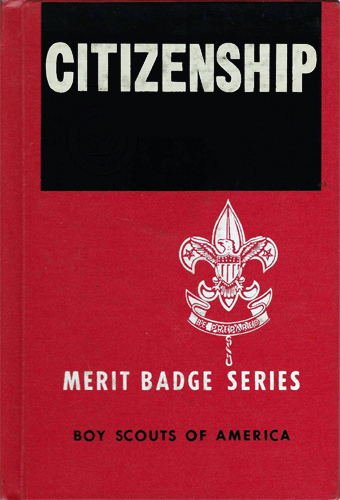 CITIZENSHIP
BE PREPARED
MERIT BADGE SERIES
BOY SCOUTS OF AMERICA